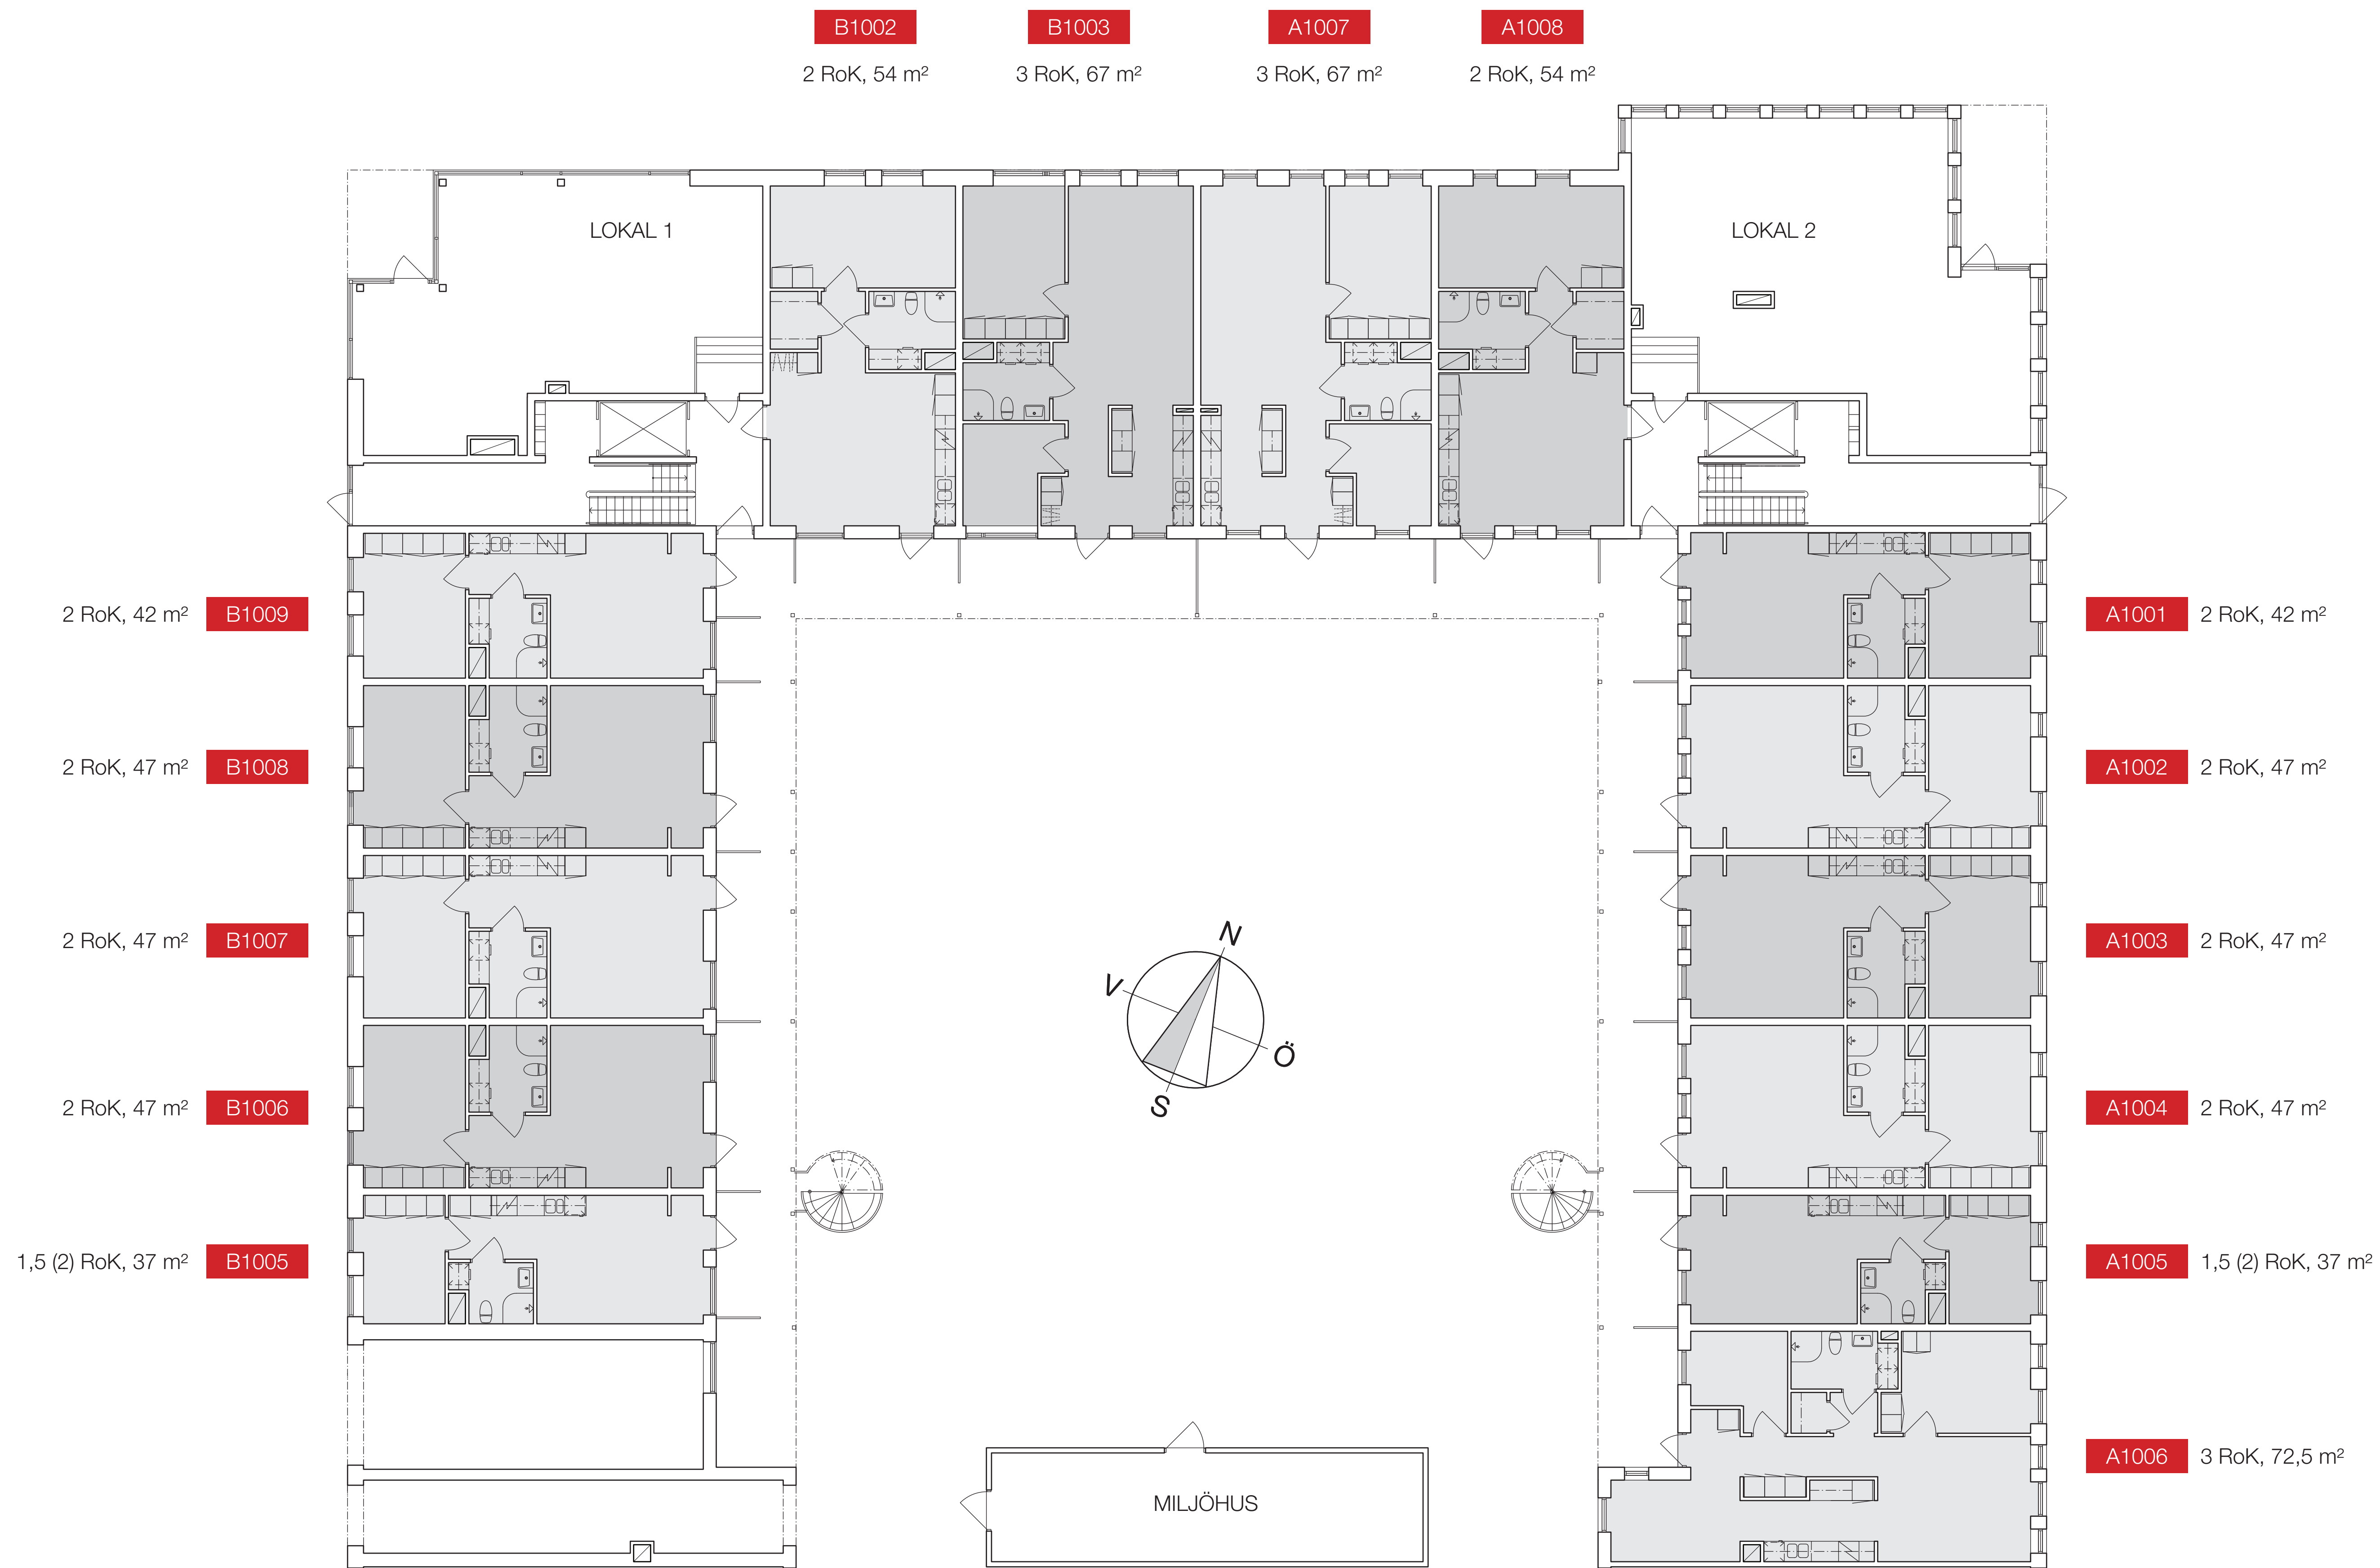 B1002
B1003
A1007
A1008
2 RoK, 54 m²
3 RoK, 67 m²
3 RoK, 67 m²
2 RoK, 54 m²
LOKAL 1
LOKAL 2
2 RoK, 42 m²
B1009
A1001
2 RoK, 42 m²
2 RoK, 47 m²
B1008
A1002
2 RoK, 47 m²
2 RoK, 47 m²
B1007
A1003
2 RoK, 47 m²
N
V
Ö
S
2 RoK, 47 m²
B1006
A1004
2 RoK, 47 m²
1,5 (2) RoK, 37 m²
B1005
A1005
1,5 (2) RoK, 37 m²
A1006
3 RoK, 72,5 m²
MILJÖHUS